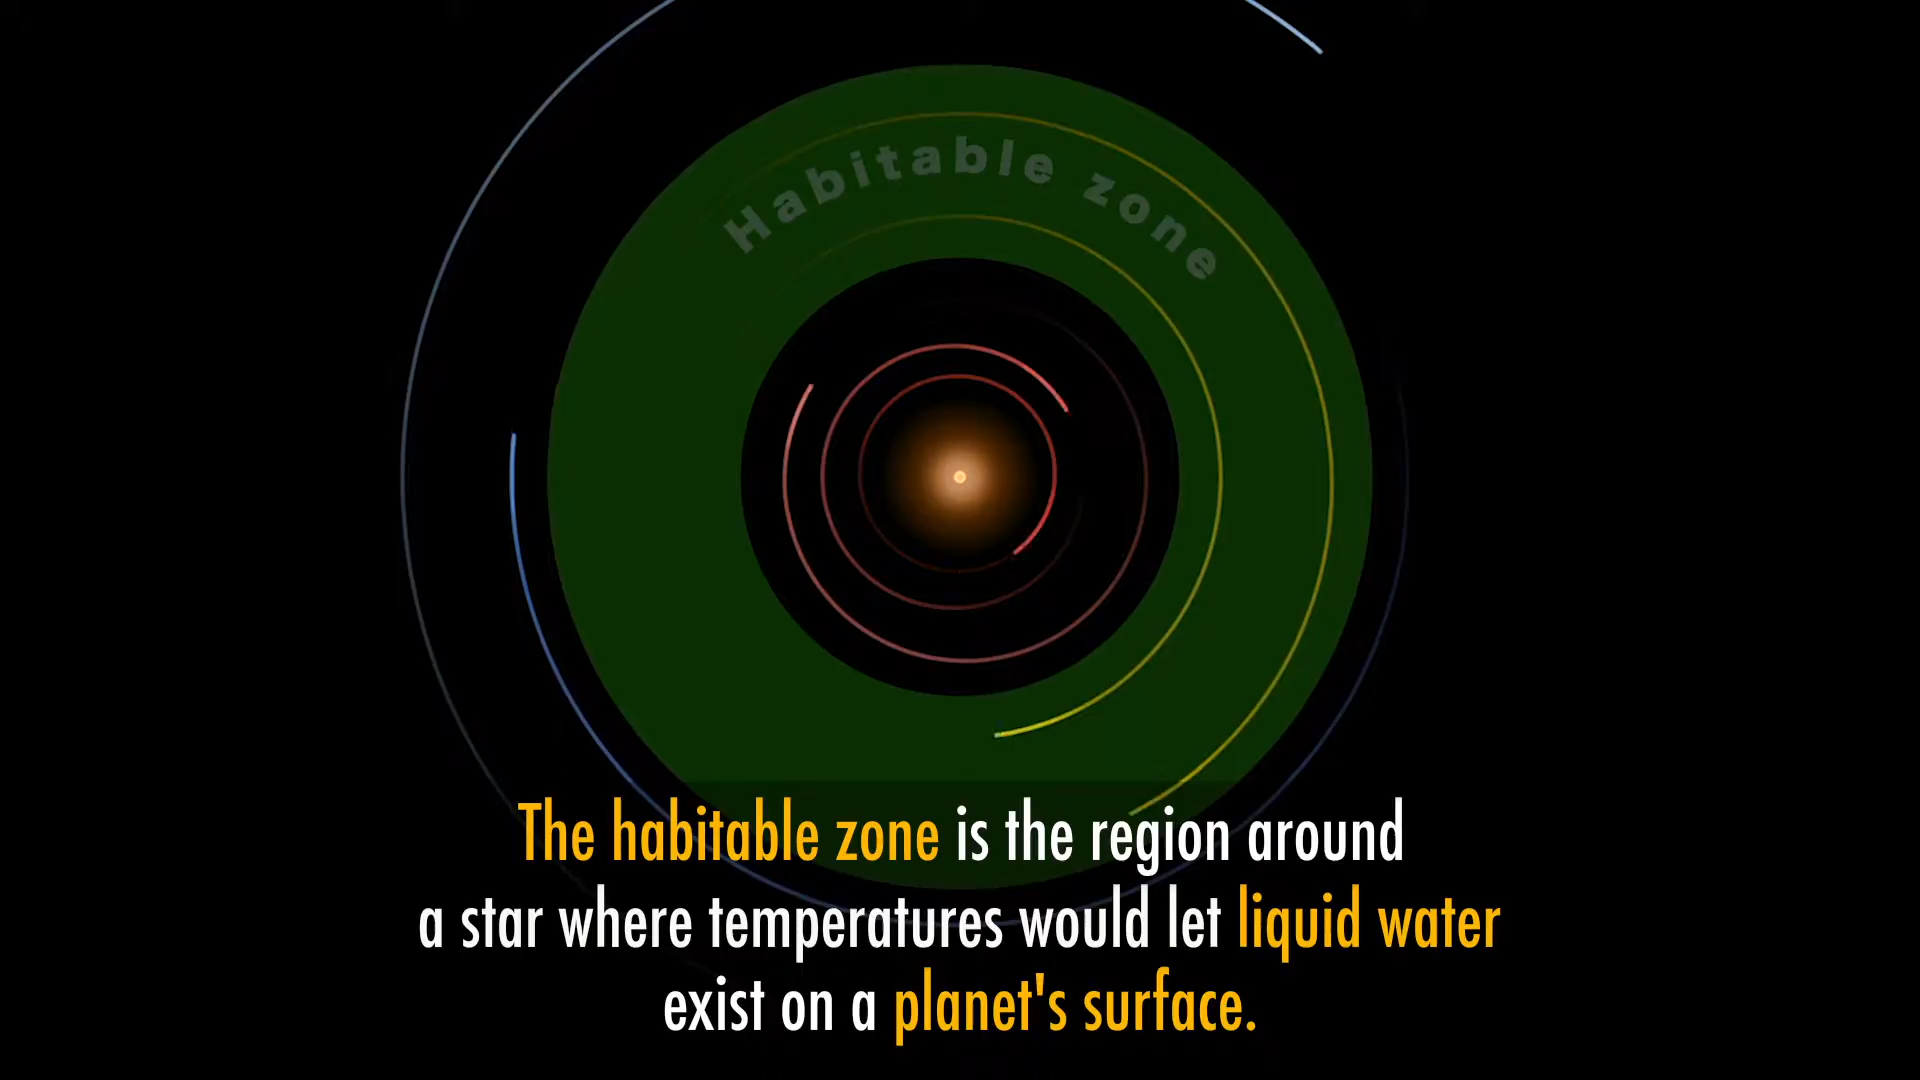 Habitable zone
The habitable zone is the region around
a star where temperatures would let liquid water
exist on a planet's surface.